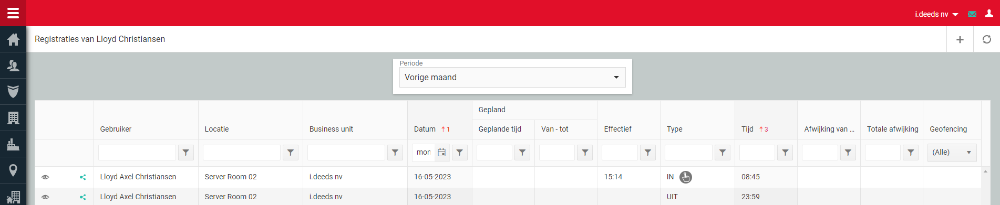 i.deeds nv
Registraties van Lloyd Christiansen
Periode
Vorige maand
Gepland
Gebruiker Locatie Business unit Datum 1 Geplande tijd Van - tot Effectief Type Tijd 3 Afwijking van ... Totale afwijking Geofencing
mon (Alle)
Lloyd Axel Christiansen Server Room 02 i.deeds nv 16-05-2023 15:14 IN 08:45
Lloyd Axel Christiansen Server Room 02 i.deeds nv 16-05-2023 UIT 23:59